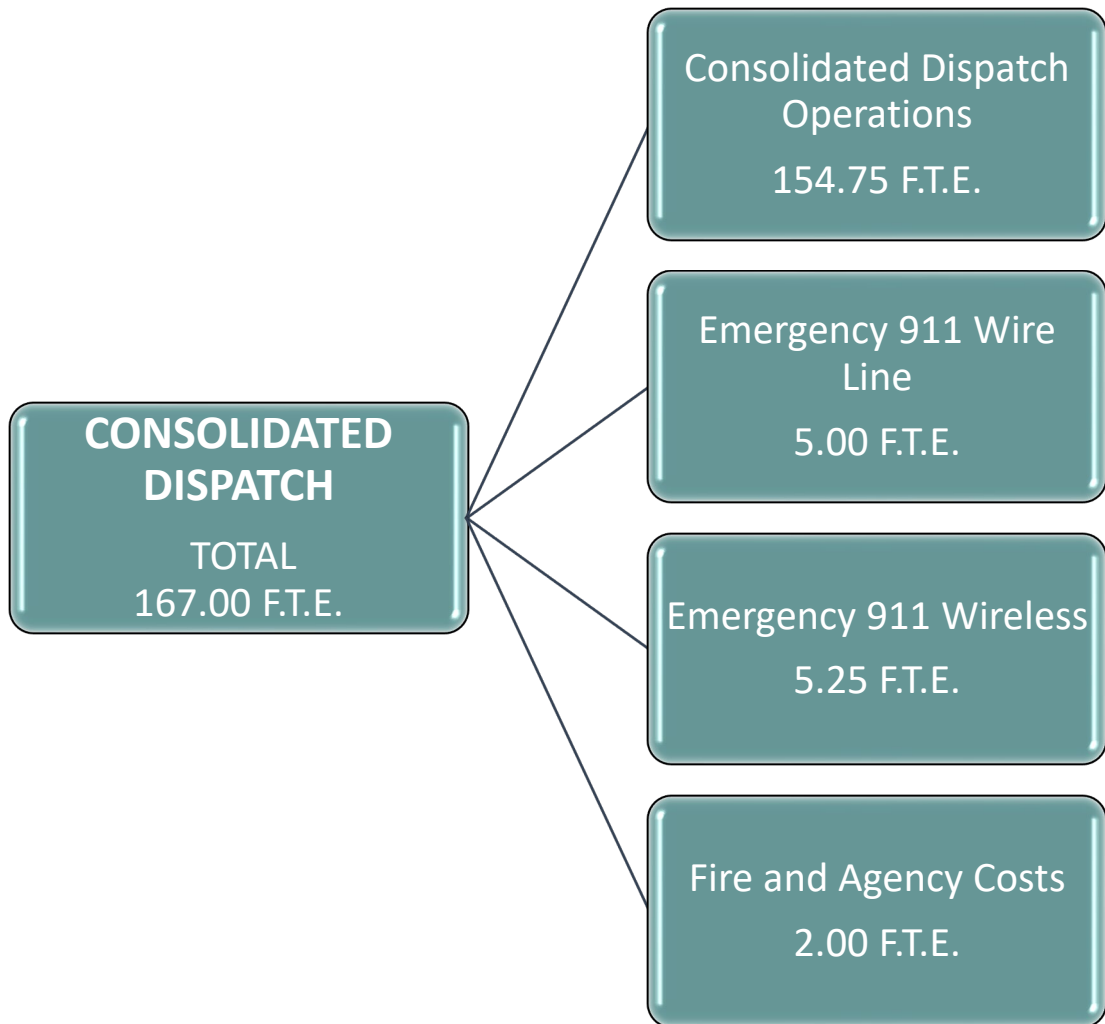 CONSOLIDATED
DISPATCH
TOTAL
167.00 F.T.E.
Consolidated Dispatch
Operations
154.75 F.T.E.
Emergency 911 Wire
Line
5.00 F.T.E.
Emergency 911 Wireless
5.25 F.T.E.
Fire and Agency Costs
2.00 F.T.E.